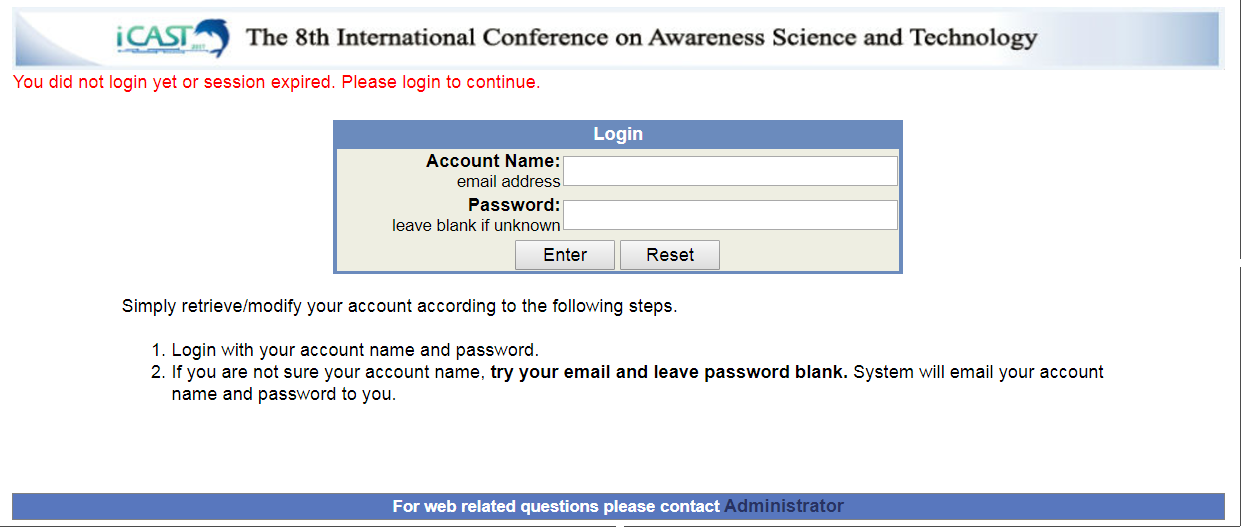 iCAST 2017 The 8th International Conference on Awareness Science and Technology
You did not login yet or session expired. Please login to continue.
Login
Account Name:
email address
Password:
leave blank if unknown
Enter Reset
Simply retrieve/modify your account according to the following steps.
1. Login with your account name and password.
2. If you are not sure your account name, try your email and leave password blank. System will email your account
name and password to you.
For web related questions please contact Administrator